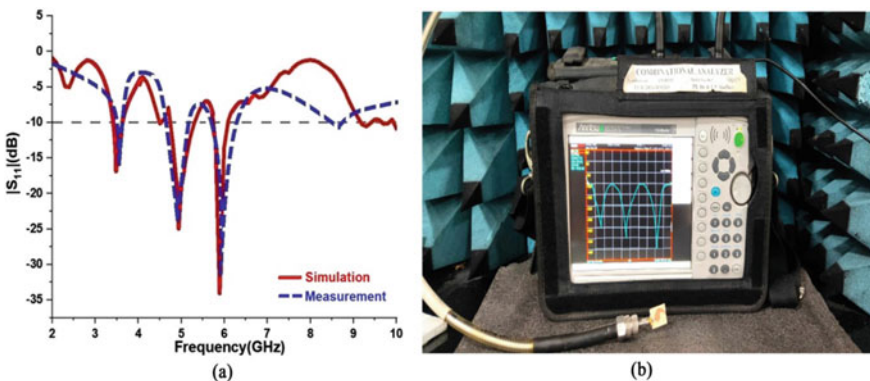 5
0
-5
-10
-15
-20
-25
-30
-35
|S₁₁|(dB)
Simulation
Measurement
2 3 4 5 6 7 8 9 10
Frequency(GHz)
(a)
COMBINATIONAL ANALYZER
(b)